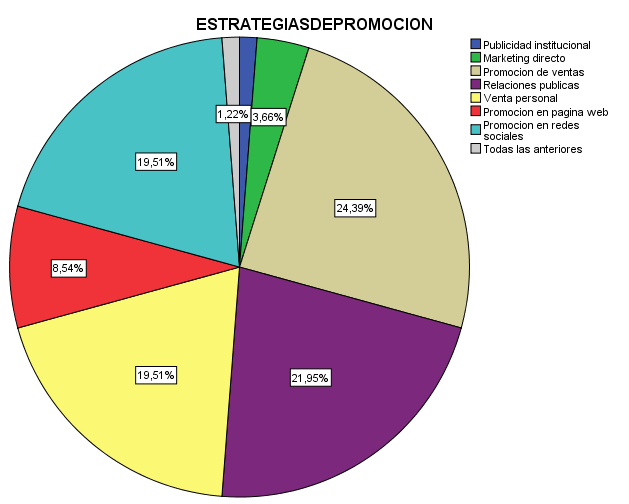 ESTRATEGIASDEPROMOCION
Publicidad institucional
Marketing directo
Promocion de ventas
Relaciones publicas
Venta personal
Promocion en pagina web
Promocion en redes
sociales
Todas las anteriores
1,22%
3,66%
19,51%
24,39%
8,54%
19,51%
21,95%